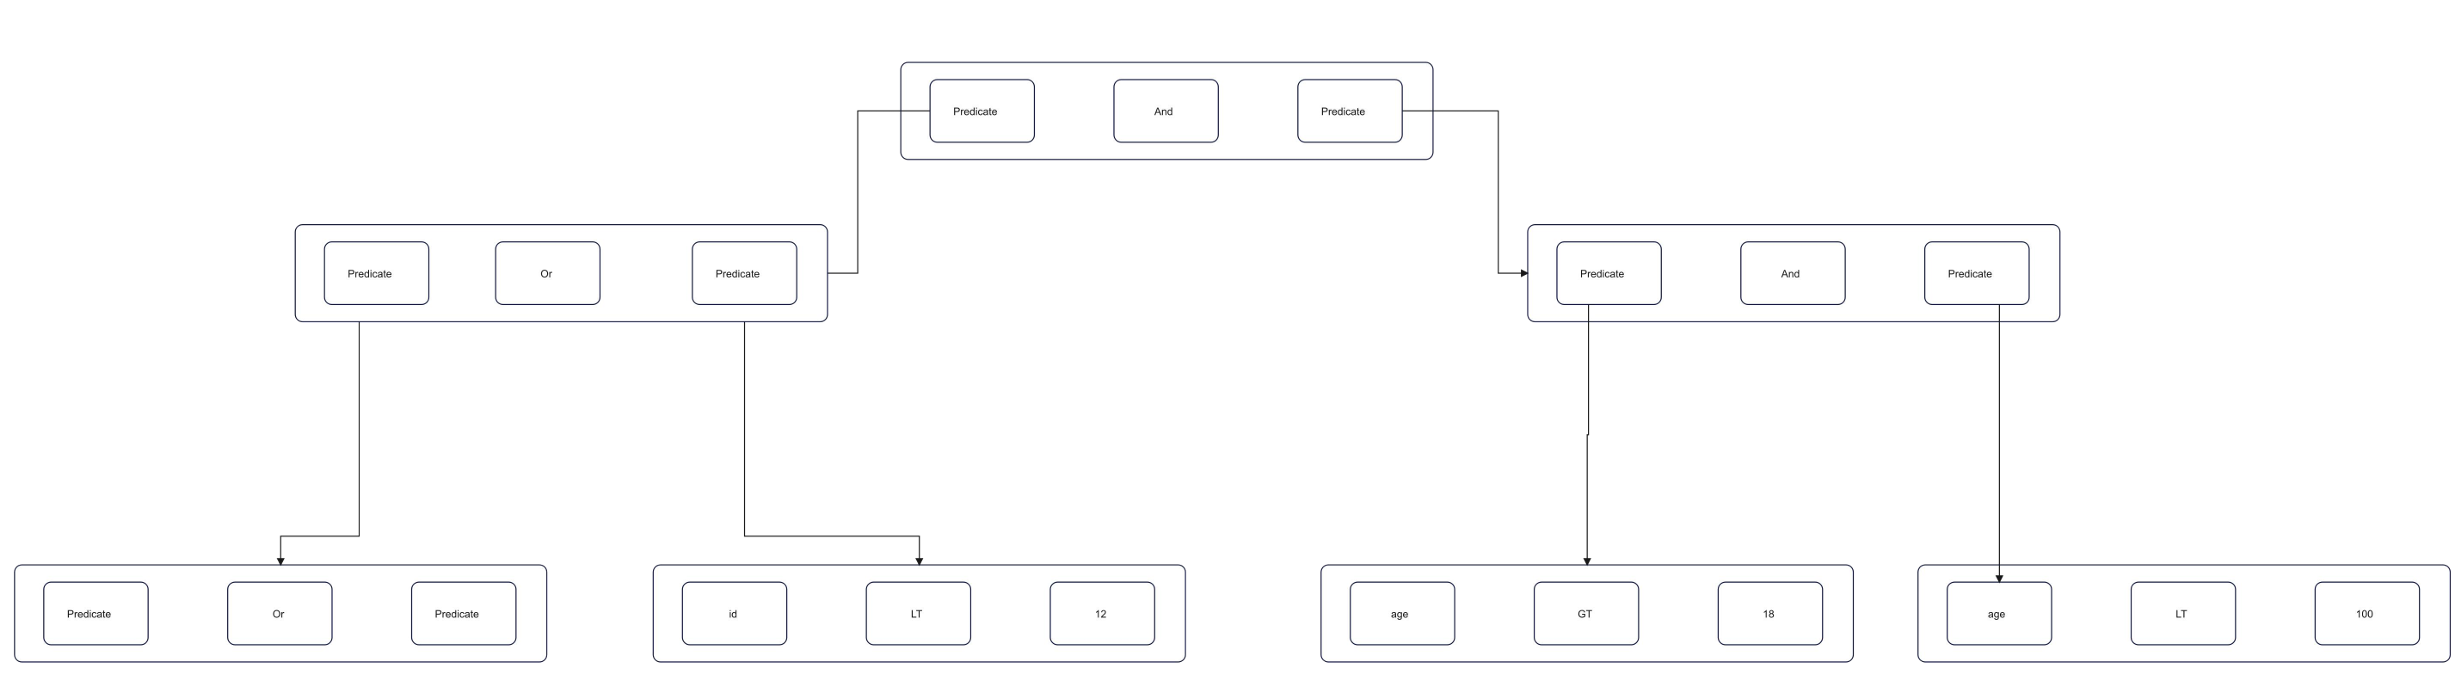 Predicate
And
Predicate
Predicate
Or
Predicate
Predicate
And
Predicate
Predicate
Or
Predicate
id
LT
12
age
GT
18
age
LT
100